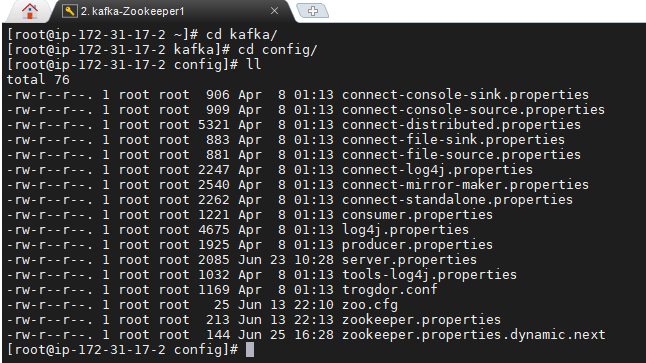 2. kafka-Zookeeper1
[root@ip-172-31-17-2 ~]# cd kafka/
[root@ip-172-31-17-2 kafka]# cd config/
[root@ip-172-31-17-2 config]# ll
total 76
-rw-r--r--. 1 root root  906 Apr  8 01:13 connect-console-sink.properties
-rw-r--r--. 1 root root  909 Apr  8 01:13 connect-console-source.properties
-rw-r--r--. 1 root root 5321 Apr  8 01:13 connect-distributed.properties
-rw-r--r--. 1 root root  883 Apr  8 01:13 connect-file-sink.properties
-rw-r--r--. 1 root root  881 Apr  8 01:13 connect-file-source.properties
-rw-r--r--. 1 root root 2247 Apr  8 01:13 connect-log4j.properties
-rw-r--r--. 1 root root 2540 Apr  8 01:13 connect-mirror-maker.properties
-rw-r--r--. 1 root root 2262 Apr  8 01:13 connect-standalone.properties
-rw-r--r--. 1 root root 1221 Apr  8 01:13 consumer.properties
-rw-r--r--. 1 root root 4675 Apr  8 01:13 log4j.properties
-rw-r--r--. 1 root root 1925 Apr  8 01:13 producer.properties
-rw-r--r--. 1 root root 2085 Jun 23 10:28 server.properties
-rw-r--r--. 1 root root 1032 Apr  8 01:13 tools-log4j.properties
-rw-r--r--. 1 root root 1169 Apr  8 01:13 trogdor.conf
-rw-r--r--. 1 root root   25 Jun 13 22:10 zoo.cfg
-rw-r--r--. 1 root root  213 Jun 13 22:13 zookeeper.properties
-rw-r--r--. 1 root root  144 Jun 25 16:28 zookeeper.properties.dynamic.next
[root@ip-172-31-17-2 config]#